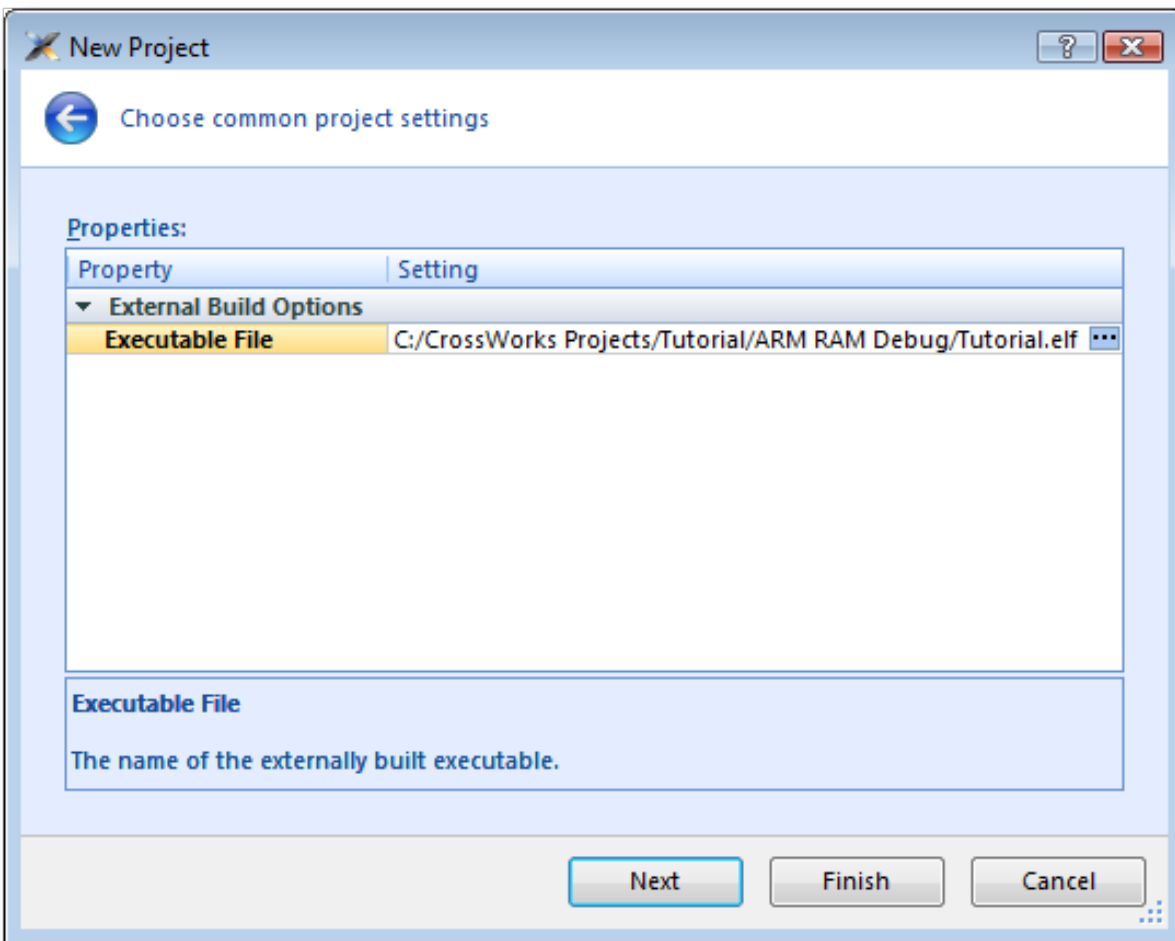 New Project
Choose common project settings
Properties:
Property Setting
External Build Options
Executable File C:/CrossWorks Projects/Tutorial/ARM RAM Debug/Tutorial.elf
Executable File
The name of the externally built executable.
Next Finish Cancel